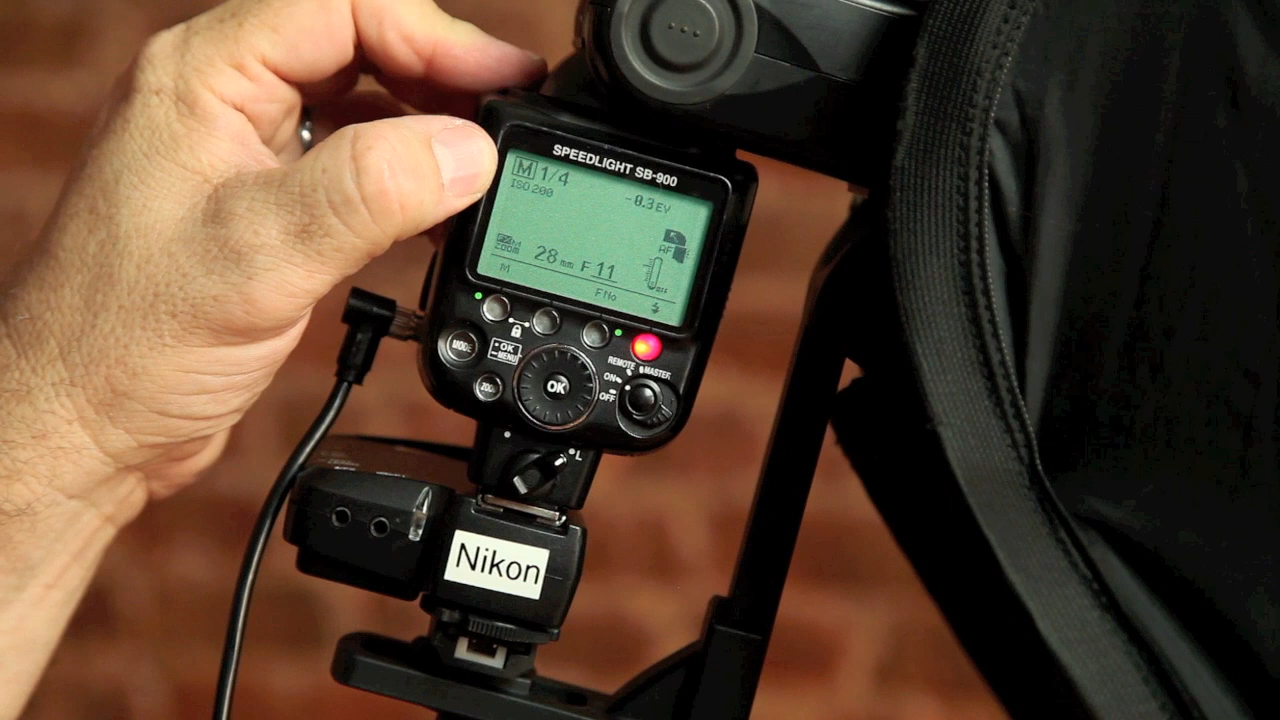 SPEEDLIGHT SB-900
M 1/4
ISO 200
-0.3 EV
AF
ZOOM 28 mm F 11
M FNo
MODE
OK
MENU
ZOOM
OK
REMOTE MASTER
ON
OFF
L
Nikon